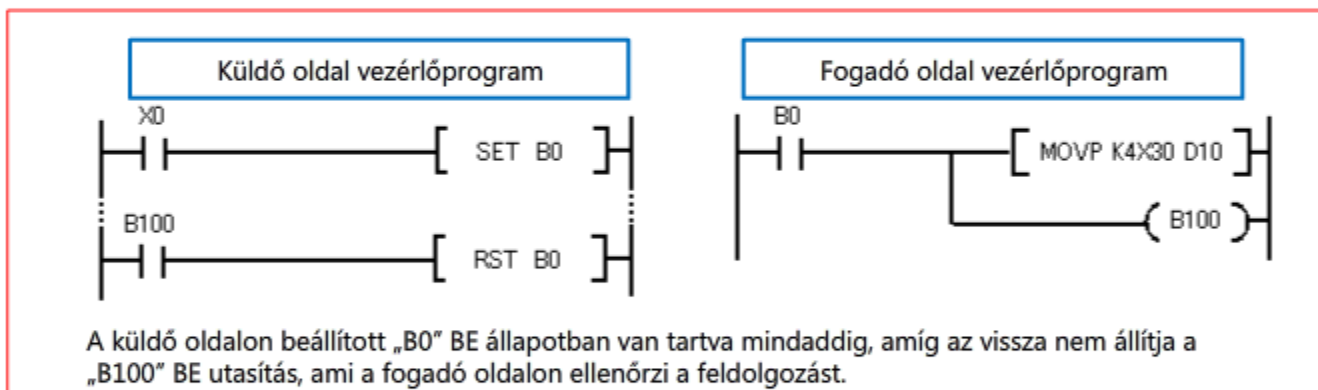 Küldő oldal vezérlőprogram
X0
SET B0
B100
RST B0
Fogadó oldal vezérlőprogram
B0
MOVP K4X30 D10
B100
A küldő oldalon beállított „B0” BE állapotban van tartva mindaddig, amíg az vissza nem állítja a
„B100” BE utasítás, ami a fogadó oldalon ellenőrzi a feldolgozást.